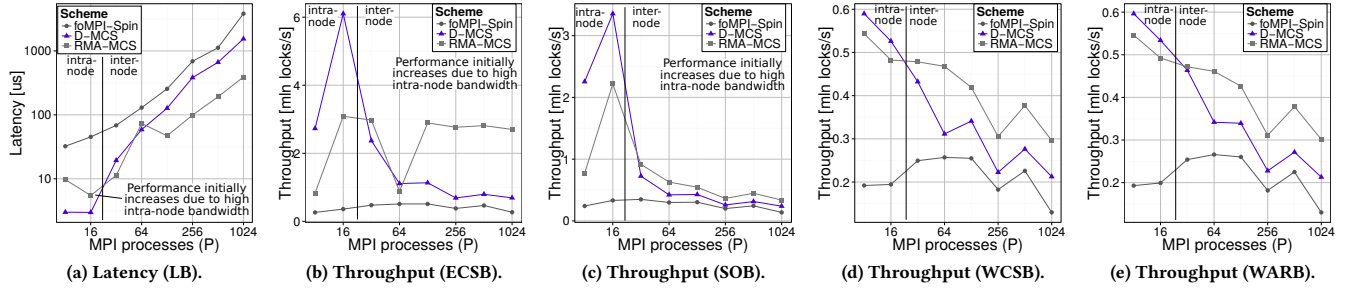 Scheme
foMPI−Spin
D−MCS
RMA−MCS
intra-
node
inter-
node
1000
100
10
Latency [us]
Performance initially
increases due to high
intra-node bandwidth
16
64
256
1024
MPI processes (P)
(a) Latency (LB).
intra-
node
inter-
node
Scheme
foMPI−Spin
D−MCS
RMA−MCS
Performance initially
increases due to high
intra-node bandwidth
6
4
2
0
Throughput [mln locks/s]
16
64
256
1024
MPI processes (P)
(b) Throughput (ECSB).
intra-
node
inter-
node
Scheme
foMPI−Spin
D−MCS
RMA−MCS
Performance initially
increases due to high
intra-node bandwidth
3
2
1
0
Throughput [mln locks/s]
16
64
256
1024
MPI processes (P)
(c) Throughput (SOB).
intra-
node
inter-
node
Scheme
foMPI−Spin
D−MCS
RMA−MCS
0.6
0.5
0.4
0.3
0.2
Throughput [mln locks/s]
16
64
256
1024
MPI processes (P)
(d) Throughput (WCSB).
intra-
node
inter-
node
Scheme
foMPI−Spin
D−MCS
RMA−MCS
0.6
0.5
0.4
0.3
0.2
Throughput [mln locks/s]
16
64
256
1024
MPI processes (P)
(e) Throughput (WARB).